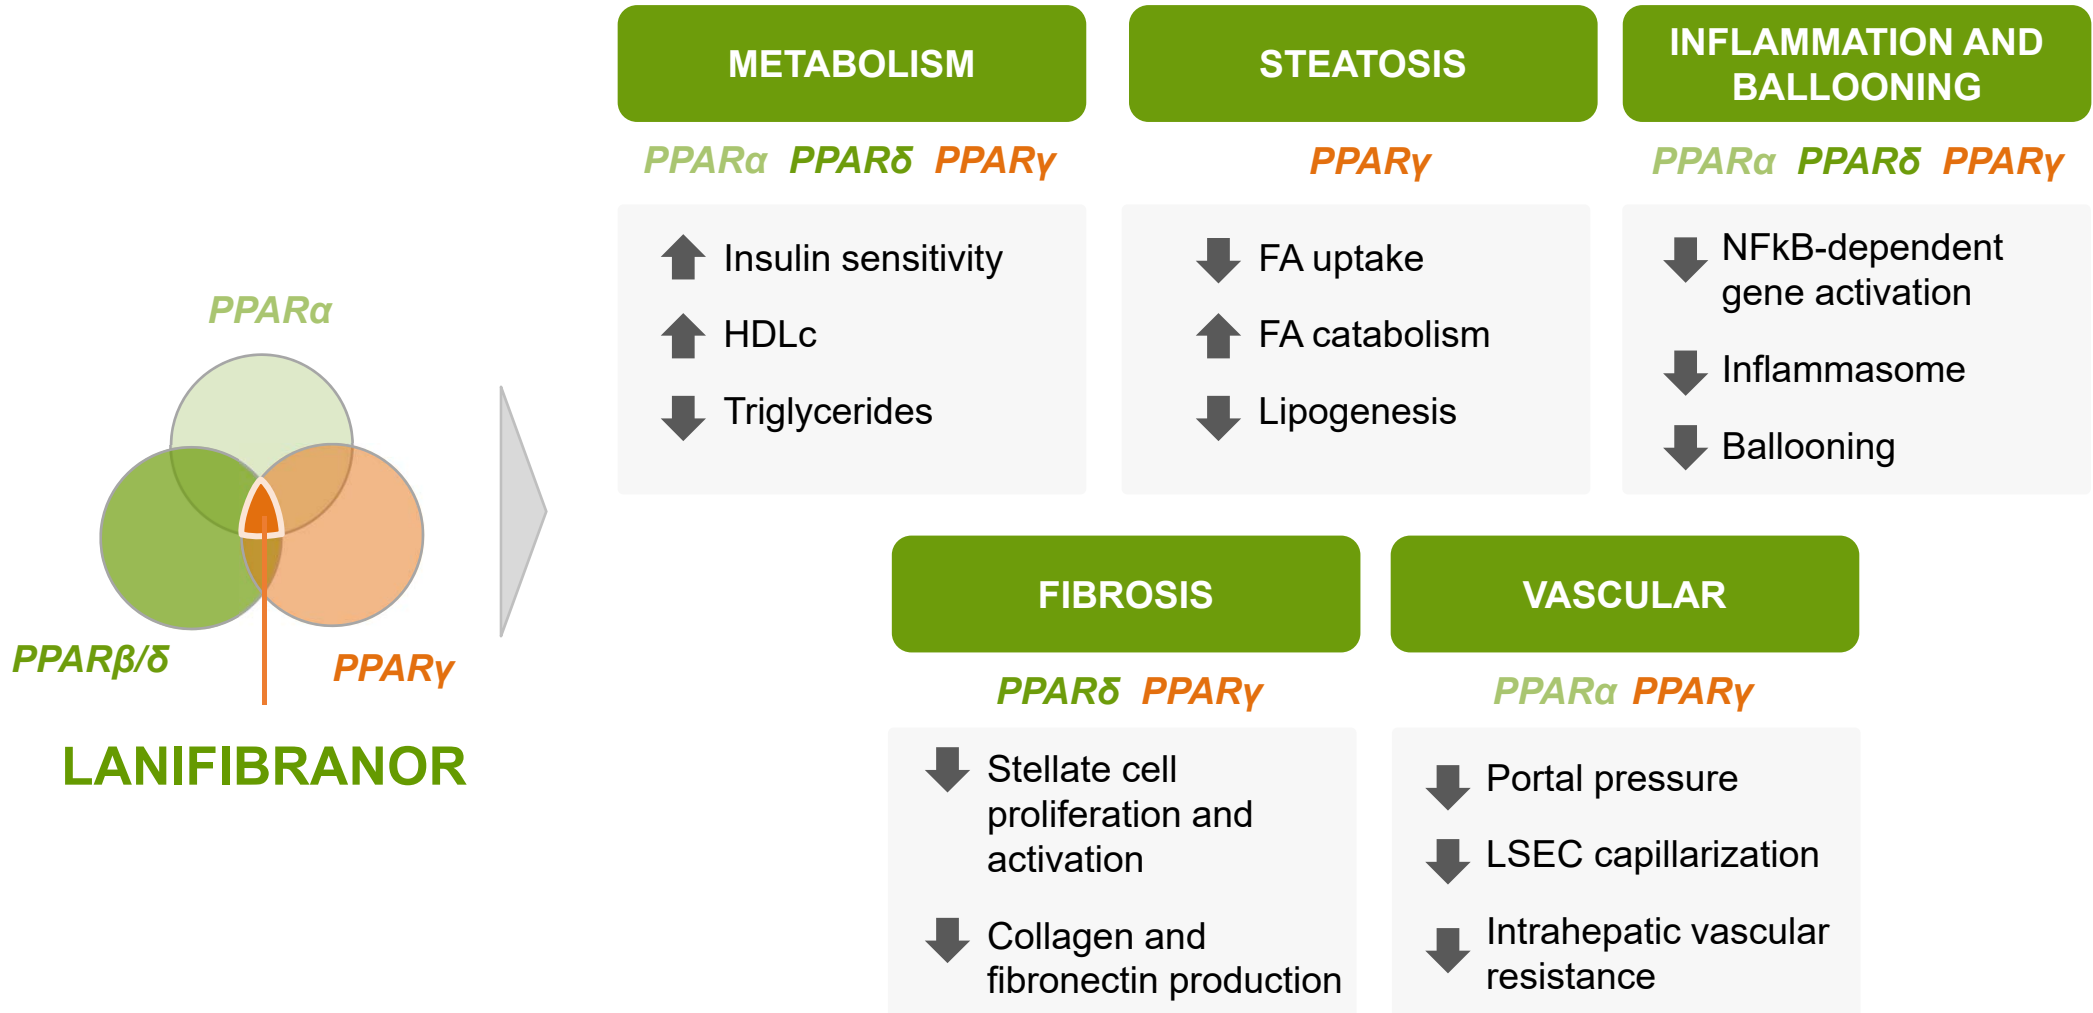 PPARα
PPARβ/δ
PPARγ
LANIFIBRANOR
METABOLISM
PPARα PPARδ PPARγ
Insulin sensitivity
HDLc
Triglycerides
STEATOSIS
PPARγ
FA uptake
FA catabolism
Lipogenesis
INFLAMMATION AND
BALLOONING
PPARα PPARδ PPARγ
NFkB-dependent
gene activation
Inflammasome
Ballooning
FIBROSIS
PPARδ PPARγ
Stellate cell
proliferation and
activation
Collagen and
fibronectin production
VASCULAR
PPARα PPARγ
Portal pressure
LSEC capillarization
Intrahepatic vascular
resistance